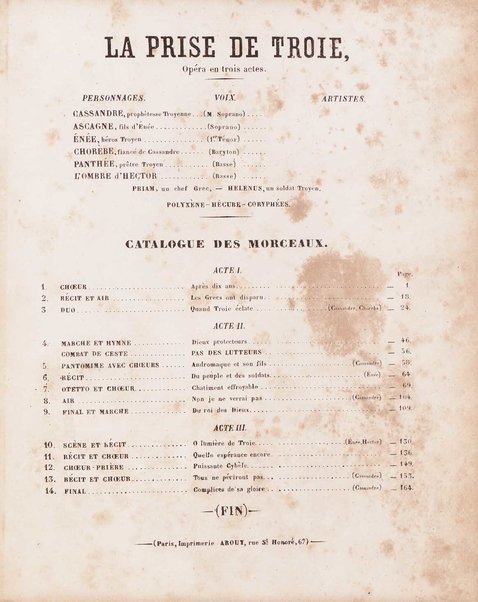 LA PRISE DE TROIE,
Opéra en trois actes.
PERSONNAGES. VOIX. ARTISTES.
CASSANDRE, prophétesse Troyenne .. (M. Soprano) ....
ASCAGNE, fils d'Enée ........... (Soprano) .....
ÉNÉE, héros Troyen ........... (1er Ténor) .....
CHORÈBE, fiancé de Cassandre ....... (Baryton) .....
PANTHÉE, prêtre Troyen ......... (Basse) .....
L'OMBRE d'HECTOR ........... (Basse) .....
PRIAM, un chef Grec, — HELENUS, un soldat Troyen.
POLYXÈNE-HÉCUBE-CORYPHÉES.
CATALOGUE DES MORCEAUX.
ACTE I.
Page.
1. CHŒUR ........ Après dix ans ........ — 1.
2. RÉCIT ET AIR ........ Les Grecs ont disparu ........ — 18.
3. DUO ........ Quand Troie éclate ........ (Cassandre, Chorèbe) — 24.
ACTE II.
4. MARCHE ET HYMNE ........ Dieux protecteurs ........ — 46.
COMBAT DE CESTE ........ PAS DES LUTTEURS ........ — 56.
5. PANTOMIME AVEC CHŒURS .... Andromaque et son fils ........ (Cassandre) — 58.
6. RÉCIT ........ Du peuple et des soldats ........ (Enée) — 64.
7. OTETTO ET CHŒUR ........ Châtiment effroyable ........ — 69.
8. AIR ........ Non je ne verrai pas ........ (Cassandre) — 104.
9. FINAL ET MARCHE ........ Du roi des Dieux ........ — 109.
ACTE III.
10. SCÈNE ET RÉCIT ........ O lumière de Troie ........ (Enée, Hector) — 130.
11. RÉCIT ET CHŒUR ........ Quelle espérance encore ........ — 136.
12. CHŒUR-PRIÈRE ........ Puissante Cybèle ........ — 149.
13. RÉCIT ET CHŒUR ........ Tous ne périront pas ........ (Cassandre) — 153.
14. FINAL ........ Complices de sa gloire ........ (Cassandre) — 164.
—(FIN)—
—(Paris, Imprimerie AROUY, rue St Honoré, 67)—